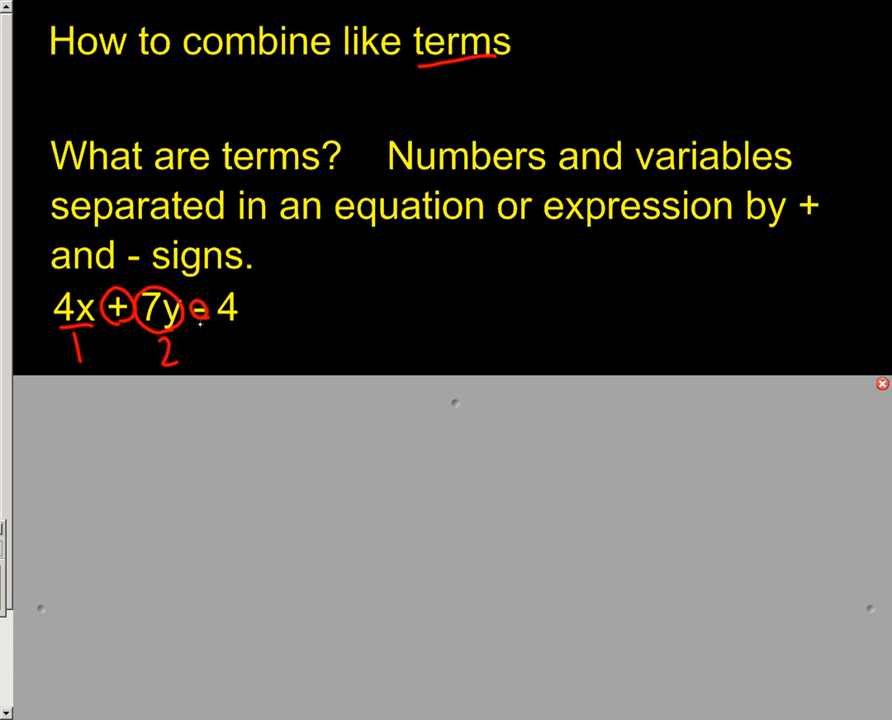 How to combine like terms
What are terms? Numbers and variables
separated in an equation or expression by +
and - signs.
4x + 7y - 4
1 2